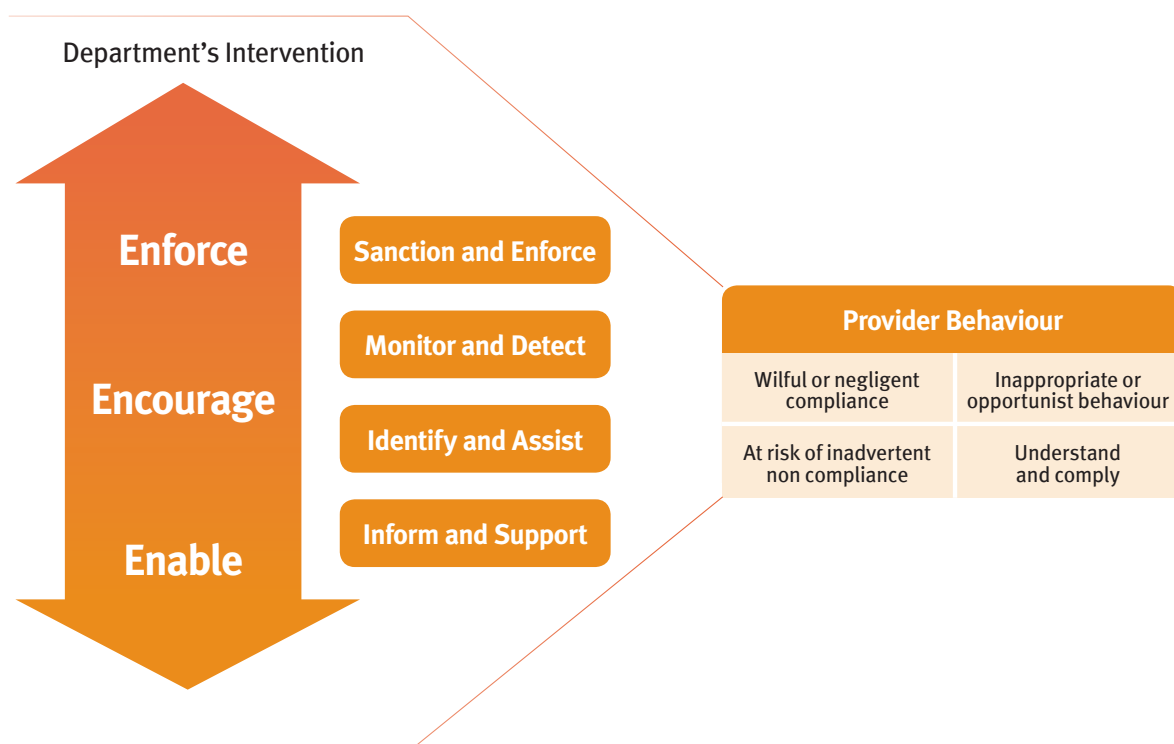 Department’s Intervention
Enforce
Encourage
Enable
Sanction and Enforce
Monitor and Detect
Identify and Assist
Inform and Support
Provider Behaviour
Wilful or negligent
compliance
Inappropriate or
opportunist behaviour
At risk of inadvertent
non compliance
Understand
and comply